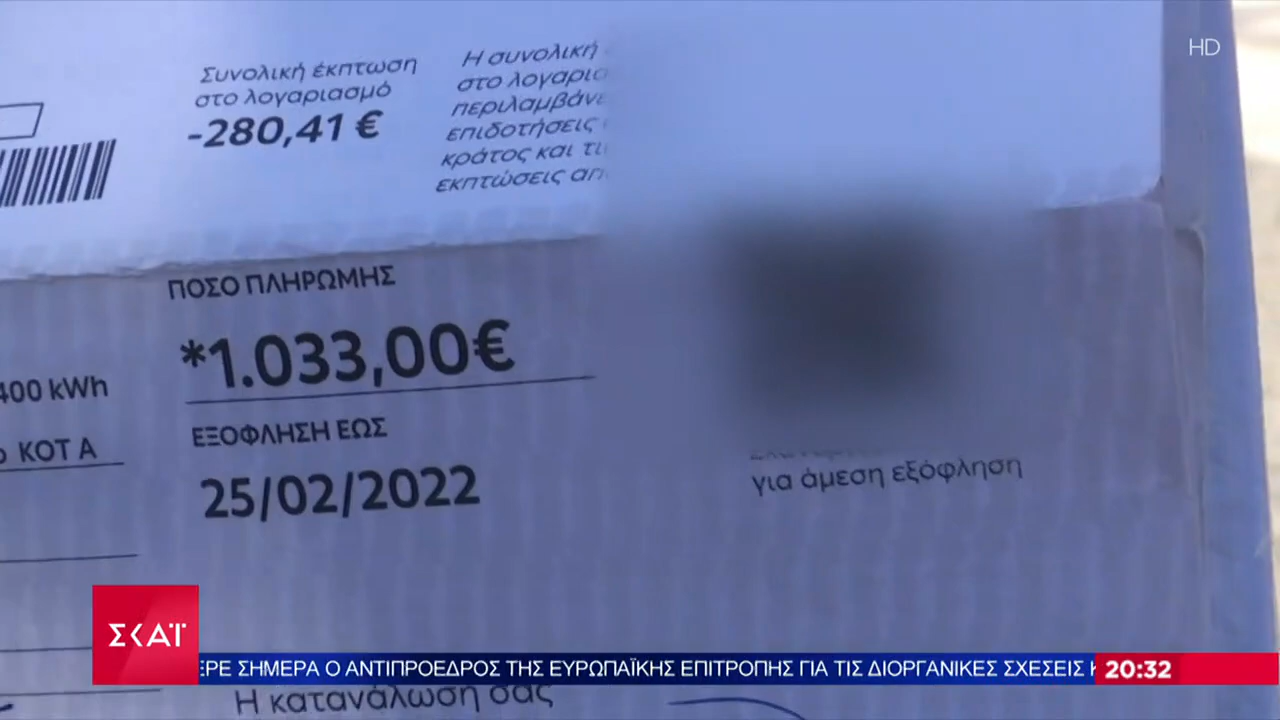 HD
Συνολική έκπτωση
στο λογαριασμό
-280,41 €
Η συνολική
στο λογαρια
περιλαμβάνε
επιδοτήσεις
κράτος και τι
εκπτώσεις απ
ΠΟΣΟ ΠΛΗΡΩΜΗΣ
*1.033,00€
400 kWh
ΕΞΟΦΛΗΣΗ ΕΩΣ
ΚΟΤ Α
25/02/2022
για άμεση εξόφληση
ΣΚΑΪ
ΕΡΕ ΣΗΜΕΡΑ Ο ΑΝΤΙΠΡΟΕΔΡΟΣ ΤΗΣ ΕΥΡΩΠΑΪΚΗΣ ΕΠΙΤΡΟΠΗΣ ΓΙΑ ΤΙΣ ΔΙΟΡΓΑΝΙΚΕΣ ΣΧΕΣΕΙΣ Κ
20:32
Η κατανάλωση σας